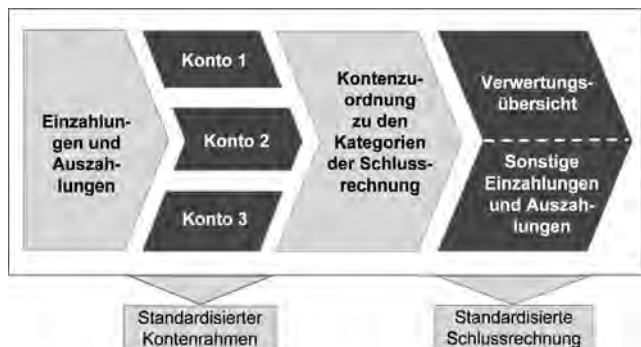 Einzahlun-
gen und
Auszah-
lungen
Konto 1
Konto 2
Konto 3
Kontenzu-
ordnung
zu den
Kategorien
der Schluss-
rechnung
Verwertungs-
übersicht
Sonstige
Einzahlungen
und Auszah-
lungen
Standardisierter
Kontenrahmen
Standardisierte
Schlussrechnung